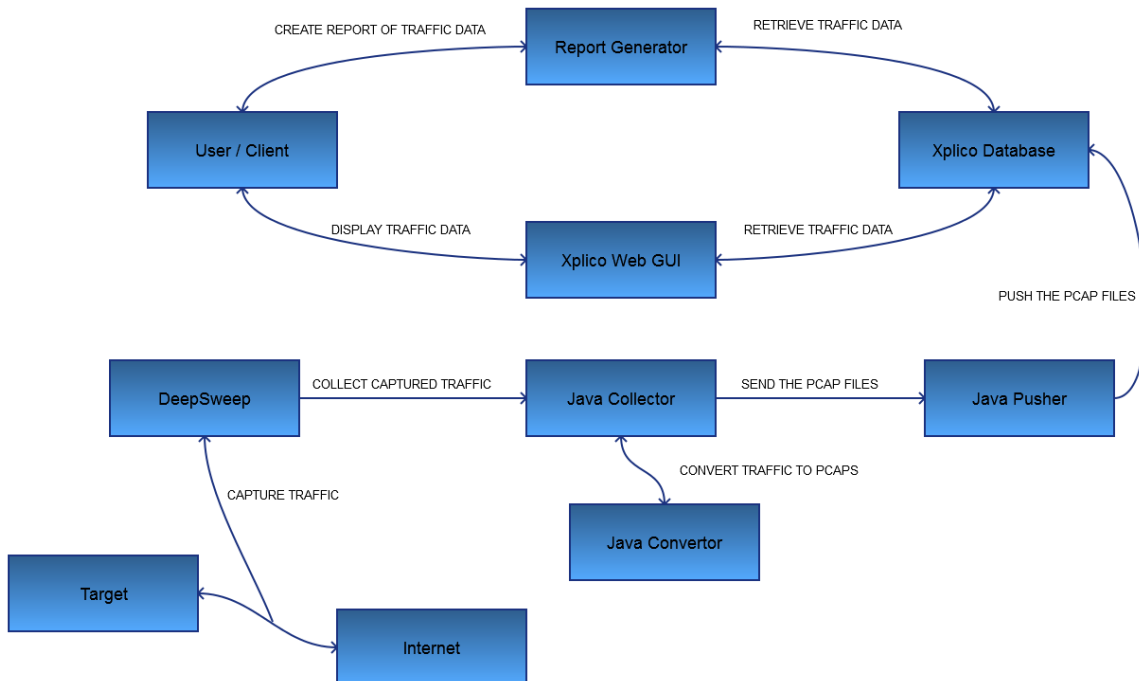 CREATE REPORT OF TRAFFIC DATA
Report Generator
RETRIEVE TRAFFIC DATA
User / Client
Xplico Database
DISPLAY TRAFFIC DATA
Xplico Web GUI
RETRIEVE TRAFFIC DATA
PUSH THE PCAP FILES
DeepSweep
COLLECT CAPTURED TRAFFIC
Java Collector
SEND THE PCAP FILES
Java Pusher
CONVERT TRAFFIC TO PCAPS
CAPTURE TRAFFIC
Java Convertor
Target
Internet